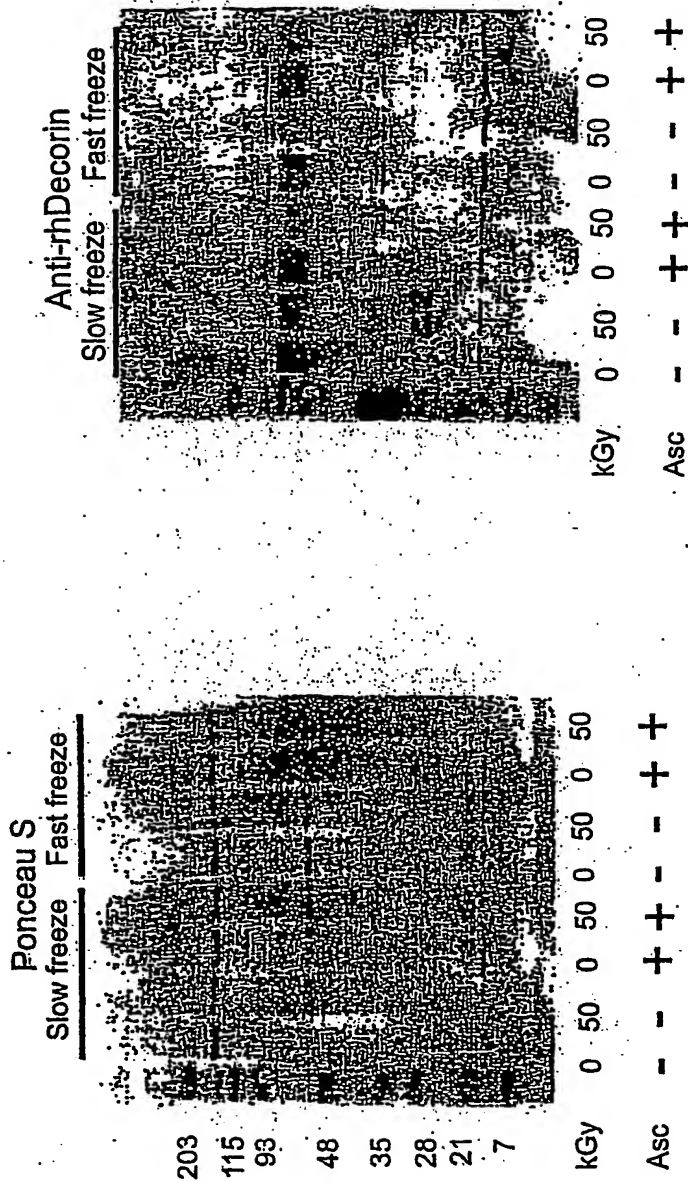 Ponceau S
Slow freeze Fast freeze
203
115
93
48
35
28
21
7
kGy 0 50 0 50 0 50 0 50
Asc - - + + - - + +
Anti-rhDecorin
Slow freeze Fast freeze
kGy 0 50 0 50 0 50 0 50
Asc - - + + - - + +